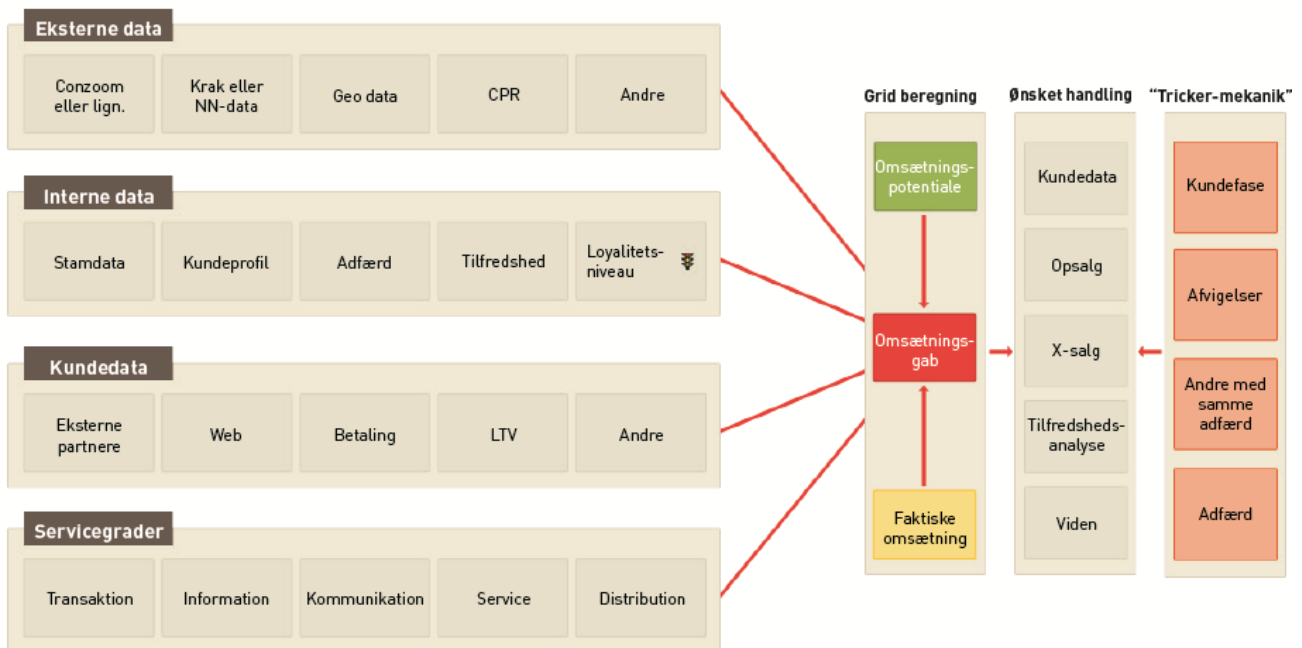 Eksterne data
Conzoom
eller lign.
Krak eller
NN-data
Geo data
CPR
Andre
Interne data
Stamdata
Kundeprofil
Adfærd
Tilfredshed
Loyalitets-
niveau
Kundedata
Eksterne
partnere
Web
Betaling
LTV
Andre
Servicegrader
Transaktion
Information
Kommunikation
Service
Distribution
Grid beregning
Omsætnings-
potentiale
Omsætnings-
gab
Faktiske
omsætning
Ønsket handling
Kundedata
Opsalg
X-salg
Tilfredsheds-
analyse
Viden
“Tricker-mekanik”
Kundefase
Afvigelser
Andre med
samme
adfærd
Adfærd